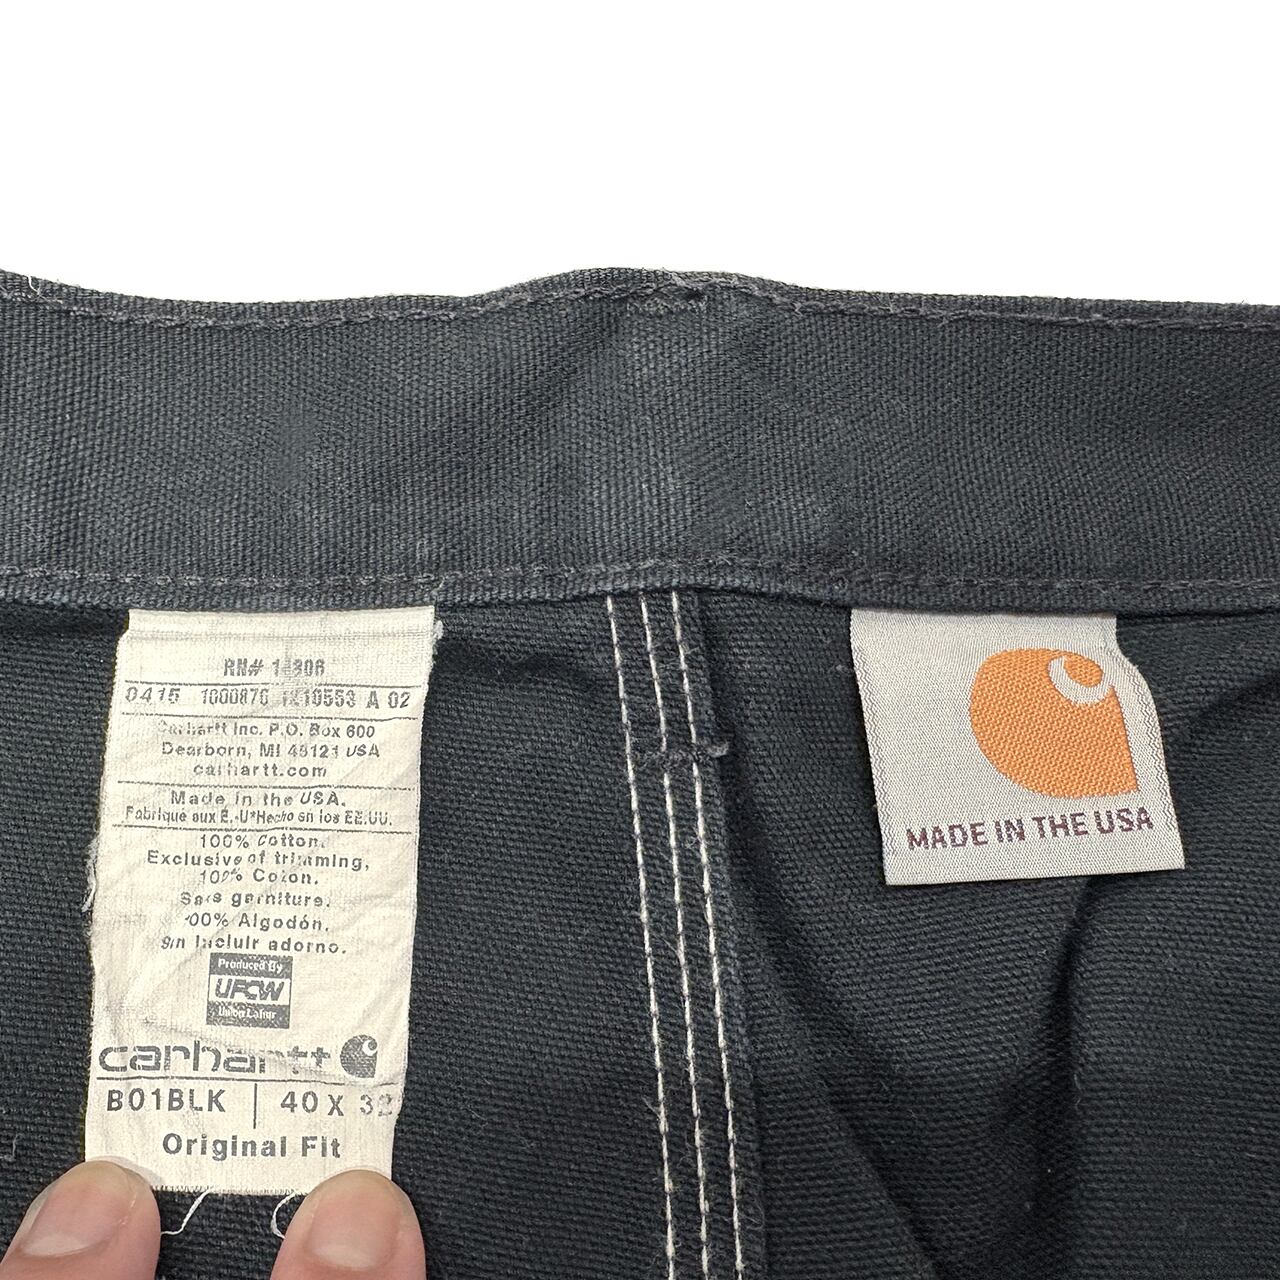 RN# 14806
0415 1000876 A 02
Carhartt Inc. P.O. Box 600
Dearborn, MI 48121 USA
carhartt.com
Made in the USA.
Fabriqué aux É.-U*Hecho en los EE.UU.
100% Cotton.
Exclusive of trimming,
100% Coton.
Sans garniture.
100% Algodón.
Sin incluir adorno.
Produced By
UFCW
Union Labor
carhartt
B01BLK 40 X 32
Original Fit
MADE IN THE USA